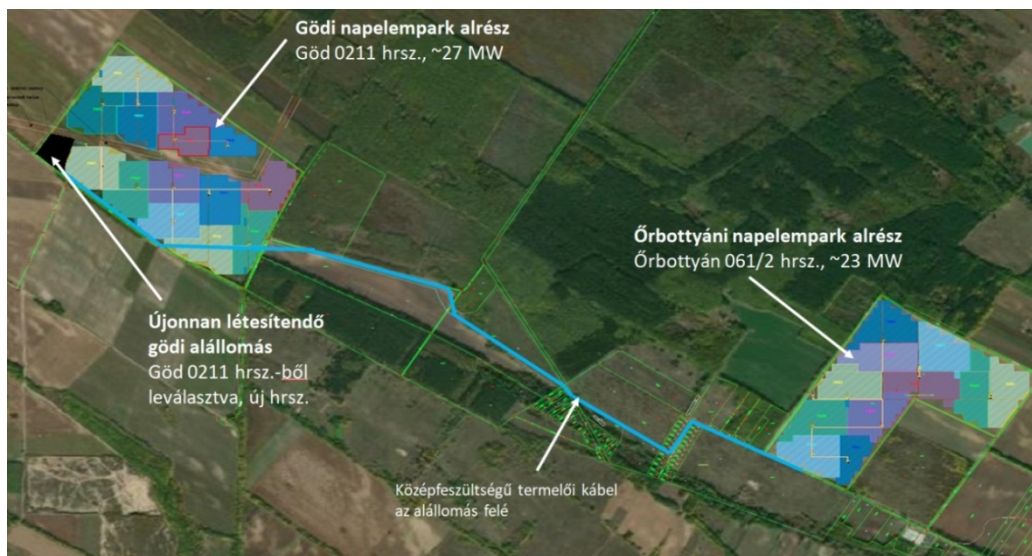 Gödi napelempark alrész
Göd 0211 hrsz., ~27 MW
Őrbottyáni napelempark alrész
Őrbottyán 061/2 hrsz., ~23 MW
Újonnan létesítendő
gödi alállomás
Göd 0211 hrsz.-ből
leválasztva, új hrsz.
Középfeszültségű termelői kábel
az alállomás felé